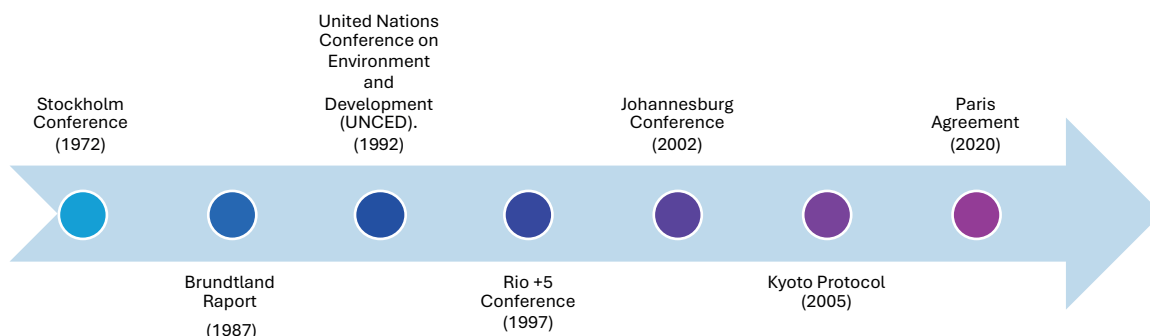 Stockholm
Conference
(1972)
Brundtland
Raport
(1987)
United Nations
Conference on
Environment
and
Development
(UNCED).
(1992)
Rio +5
Conference
(1997)
Johannesburg
Conference
(2002)
Kyoto Protocol
(2005)
Paris
Agreement
(2020)